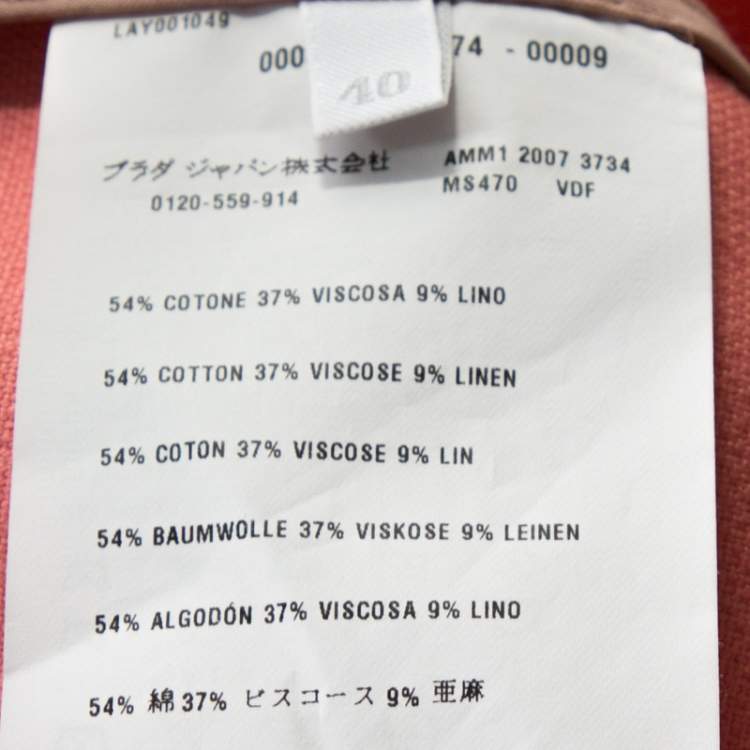 LAY001049
000 74 - 00009
40
プラダ ジャパン株式会社 AMM1 2007 3734
0120-559-914 MS470 VDF
54% COTONE 37% VISCOSA 9% LINO
54% COTTON 37% VISCOSE 9% LINEN
54% COTON 37% VISCOSE 9% LIN
54% BAUMWOLLE 37% VISKOSE 9% LEINEN
54% ALGODÓN 37% VISCOSA 9% LINO
54% 綿 37% ビスコース 9% 亜麻